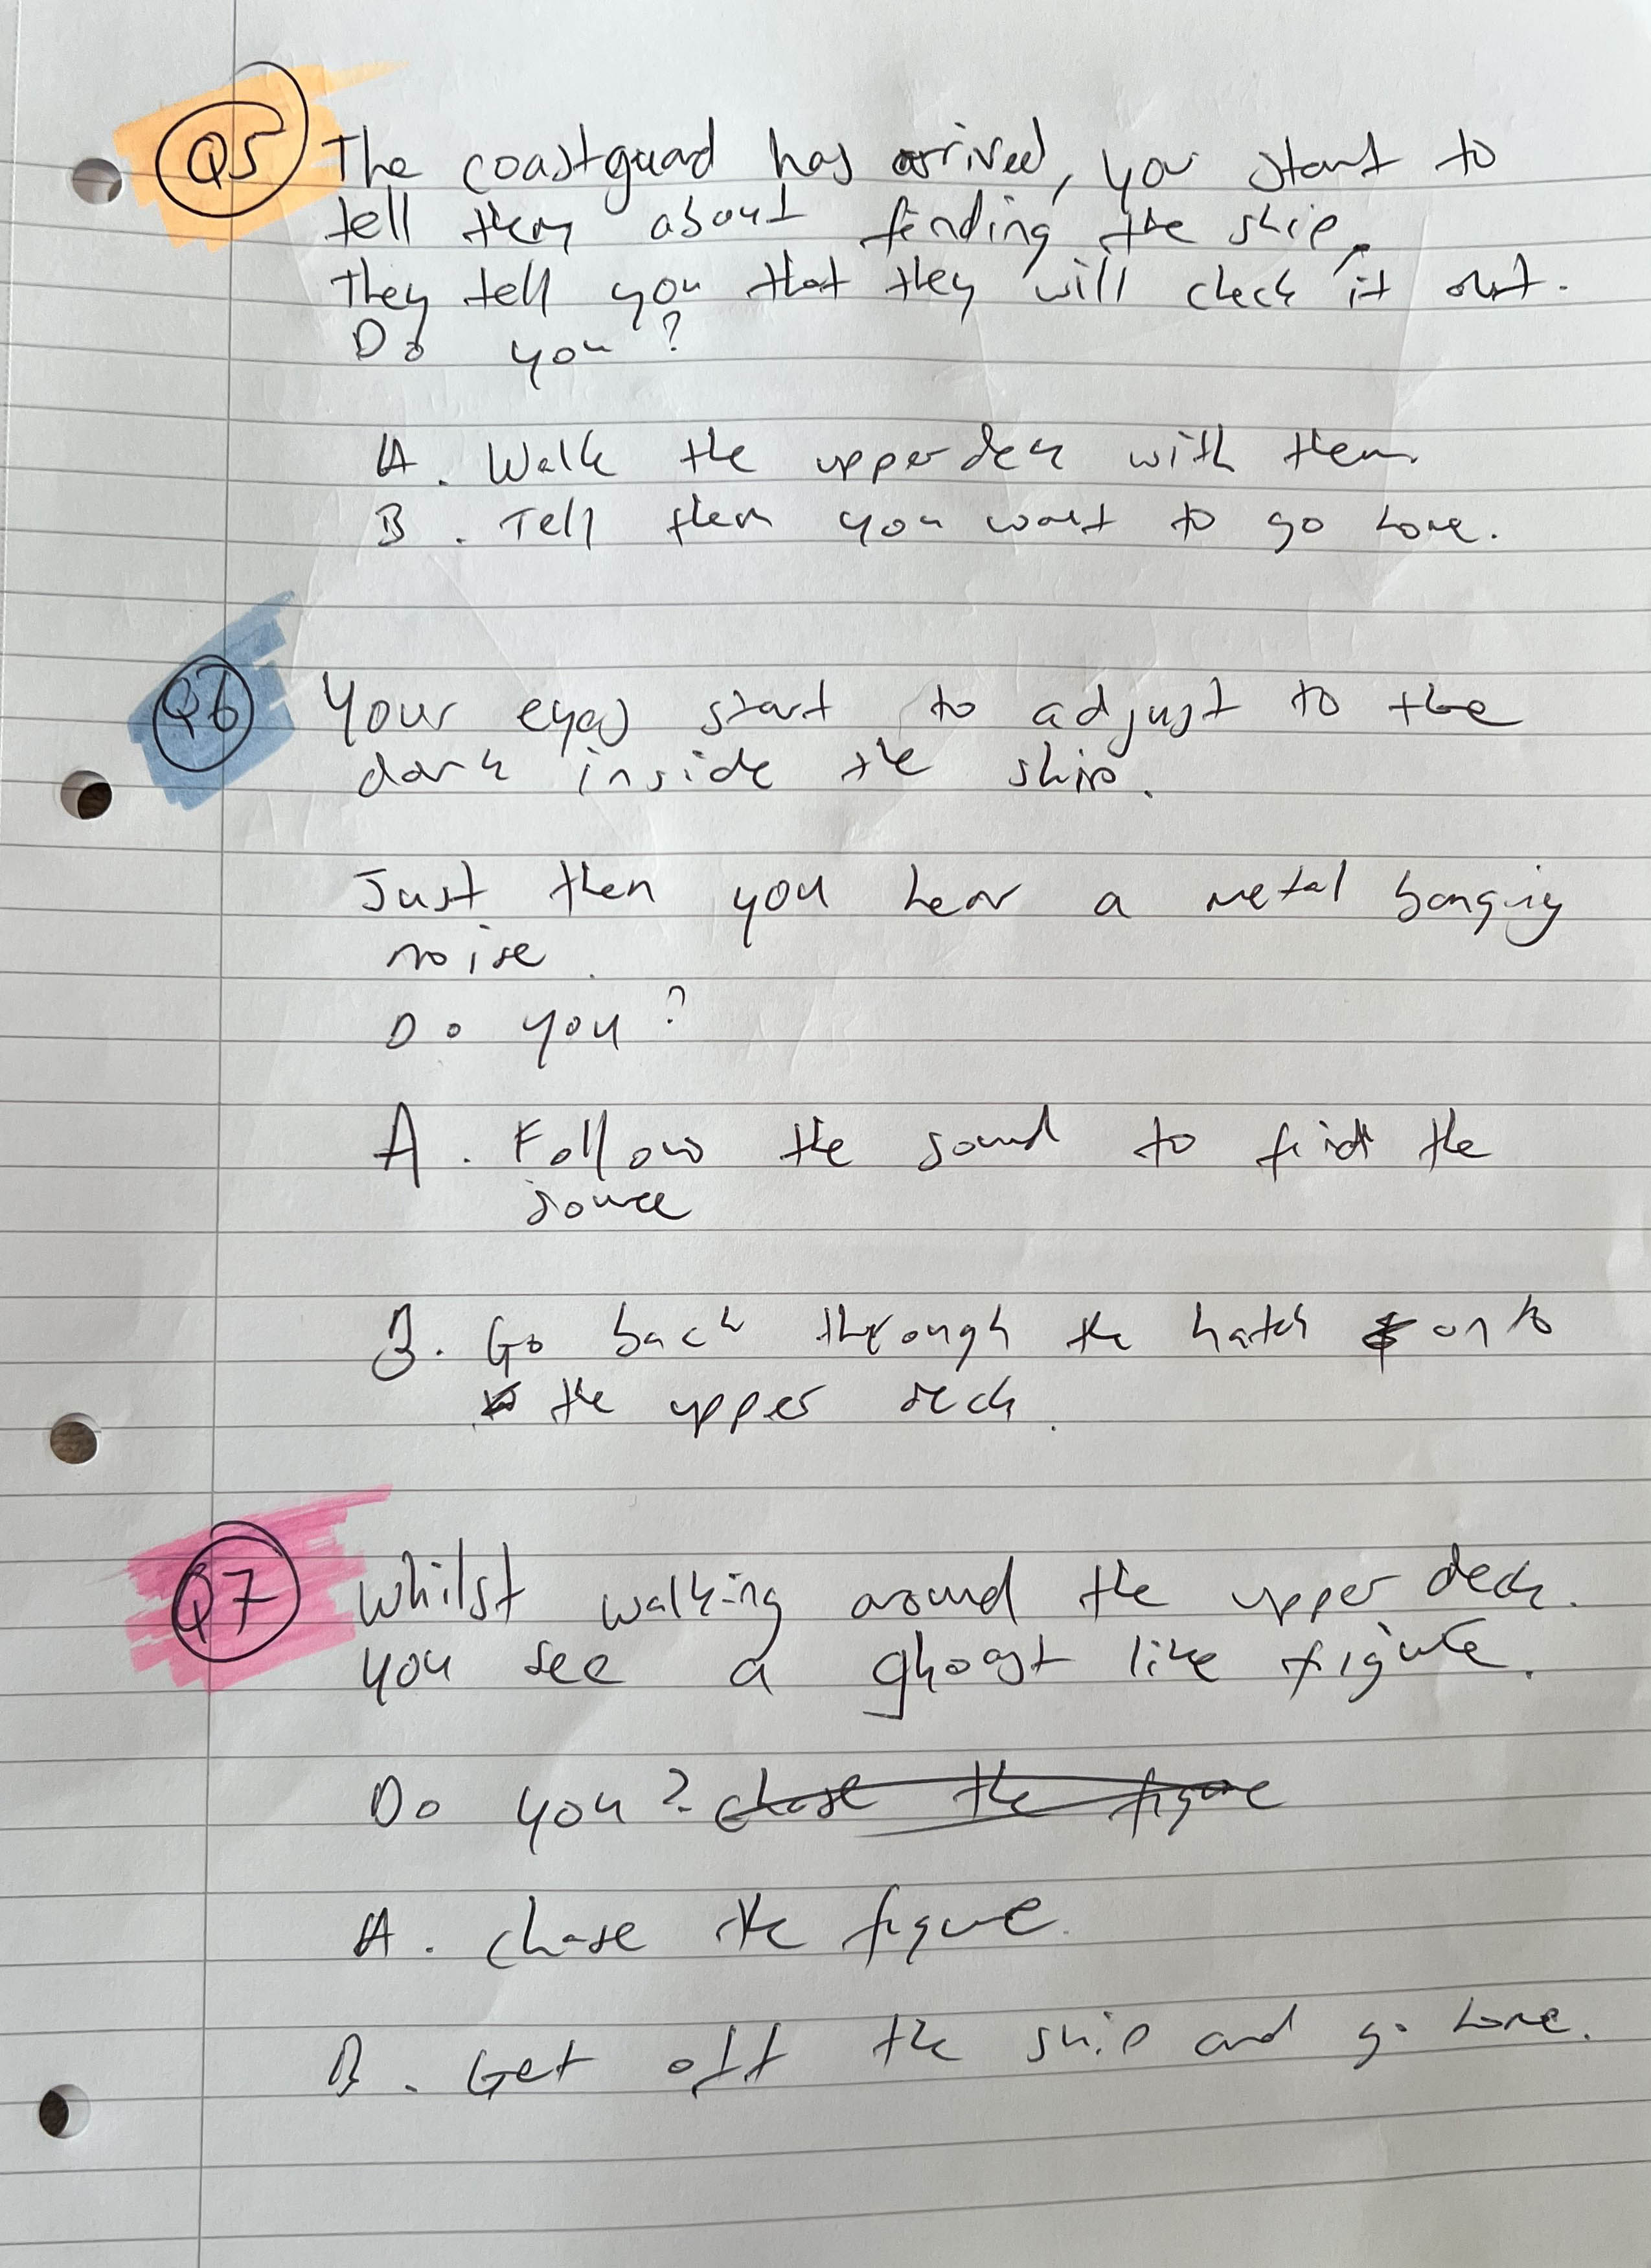 Q5 The coastguard has arrived, you start to
tell them about finding the ship.
They tell you that they will check it out.
Do you?
A. Walk the upper deck with them.
B. Tell them you want to go home.
Q6 Your eyes start to adjust to the
dark inside the ship.
Just then you hear a metal banging
noise.
Do you?
A. Follow the sound to find the
source
B. Go back through the hatch onto
the upper deck.
Q7 Whilst walking around the upper deck.
you see a ghoast like figure.
Do you? chase the figure
A. chase the figure.
B. Get off the ship and go home.